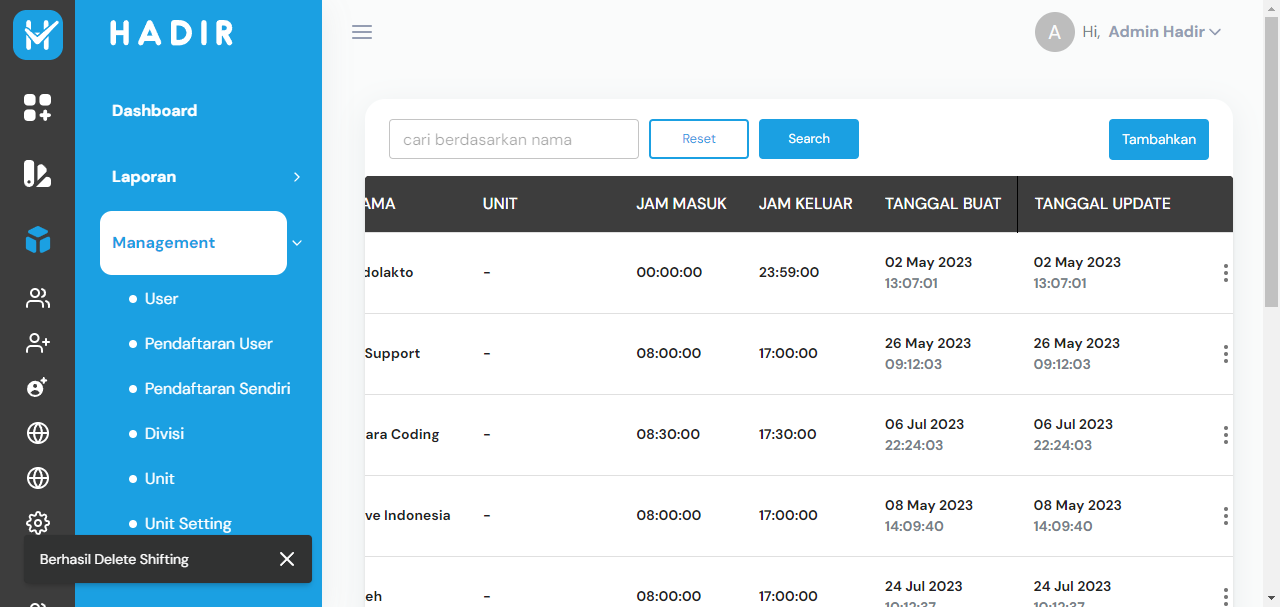 HADIR
Hi, Admin Hadir
A
Dashboard
Laporan
Management
User
Pendaftaran User
Pendaftaran Sendiri
Divisi
Unit
Unit Setting
Berhasil Delete Shifting
cari berdasarkan nama
Reset
Search
Tambahkan
AMA UNIT JAM MASUK JAM KELUAR TANGGAL BUAT TANGGAL UPDATE
dolakto - 00:00:00 23:59:00 02 May 2023 02 May 2023
13:07:01 13:07:01
Support - 08:00:00 17:00:00 26 May 2023 26 May 2023
09:12:03 09:12:03
ara Coding - 08:30:00 17:30:00 06 Jul 2023 06 Jul 2023
22:24:03 22:24:03
ve Indonesia - 08:00:00 17:00:00 08 May 2023 08 May 2023
14:09:40 14:09:40
eh - 08:00:00 17:00:00 24 Jul 2023 24 Jul 2023
10:12:37 10:12:37